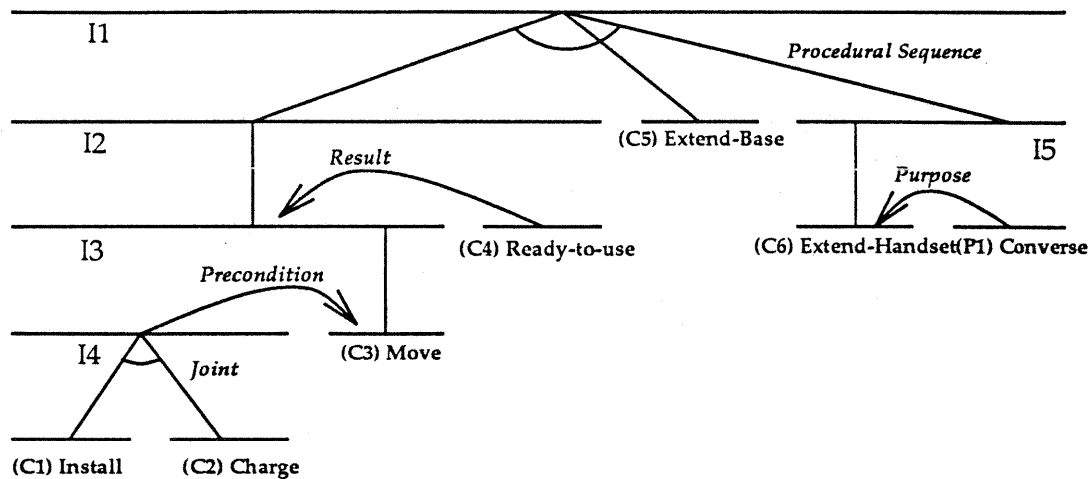 I1
Procedural Sequence
I2
(C5) Extend-Base
I5
Result
Purpose
I3
(C4) Ready-to-use
(C6) Extend-Handset
(P1) Converse
Precondition
I4
(C3) Move
Joint
(C1) Install
(C2) Charge